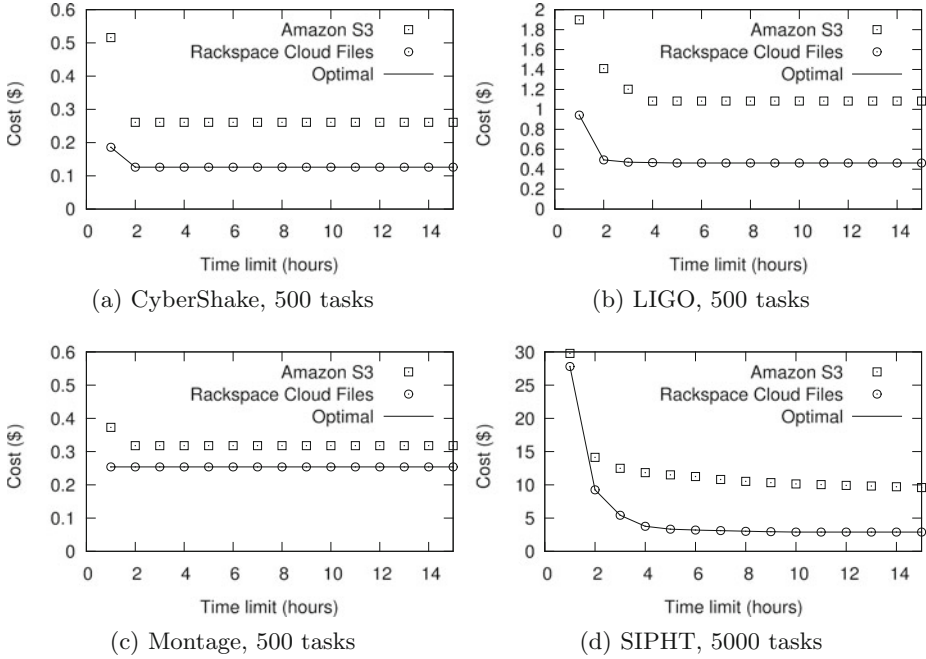 0.6
0.5
0.4
0.3
0.2
0.1
0
Cost ($)
Amazon S3
Rackspace Cloud Files
Optimal
0 2 4 6 8 10 12 14
Time limit (hours)
(a) CyberShake, 500 tasks
2
1.8
1.6
1.4
1.2
1
0.8
0.6
0.4
0.2
0
Cost ($)
Amazon S3
Rackspace Cloud Files
Optimal
0 2 4 6 8 10 12 14
Time limit (hours)
(b) LIGO, 500 tasks
0.6
0.5
0.4
0.3
0.2
0.1
0
Cost ($)
Amazon S3
Rackspace Cloud Files
Optimal
0 2 4 6 8 10 12 14
Time limit (hours)
(c) Montage, 500 tasks
30
25
20
15
10
5
0
Cost ($)
Amazon S3
Rackspace Cloud Files
Optimal
0 2 4 6 8 10 12 14
Time limit (hours)
(d) SIPHT, 5000 tasks